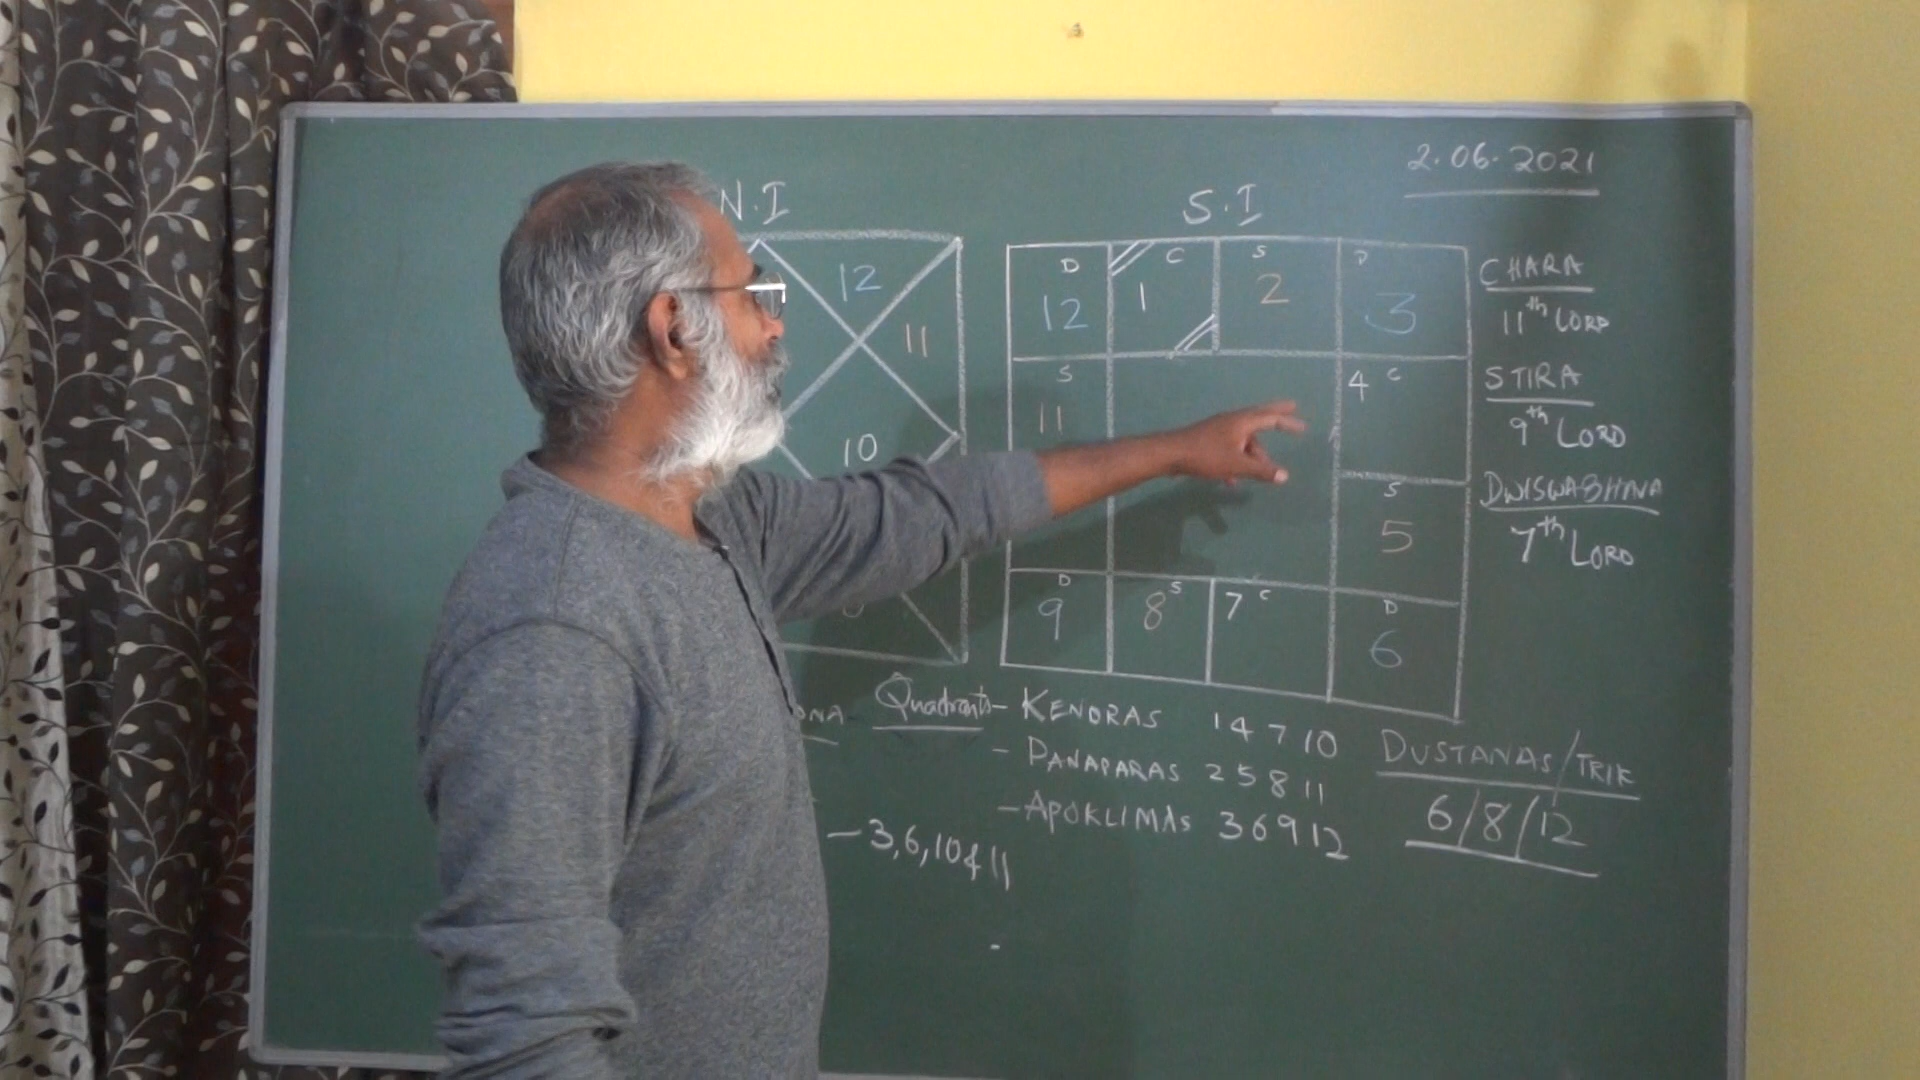 2.06.2021
N.I
12
11
10
S.I
D 12
C 1
S 2
D 3
S 11
4 C
S 5
D 9
8 S
7 C
D 6
CHARA
11th LORD
STIRA
9th LORD
DWISWABHAVA
7th LORD
Quadrants - KENDRAS 1 4 7 10
- PANAPARAS 2 5 8 11
- APOKLIMAS 3 6 9 12
- 3,6,10&11
DUSTANAS/TRIK
6/8/12